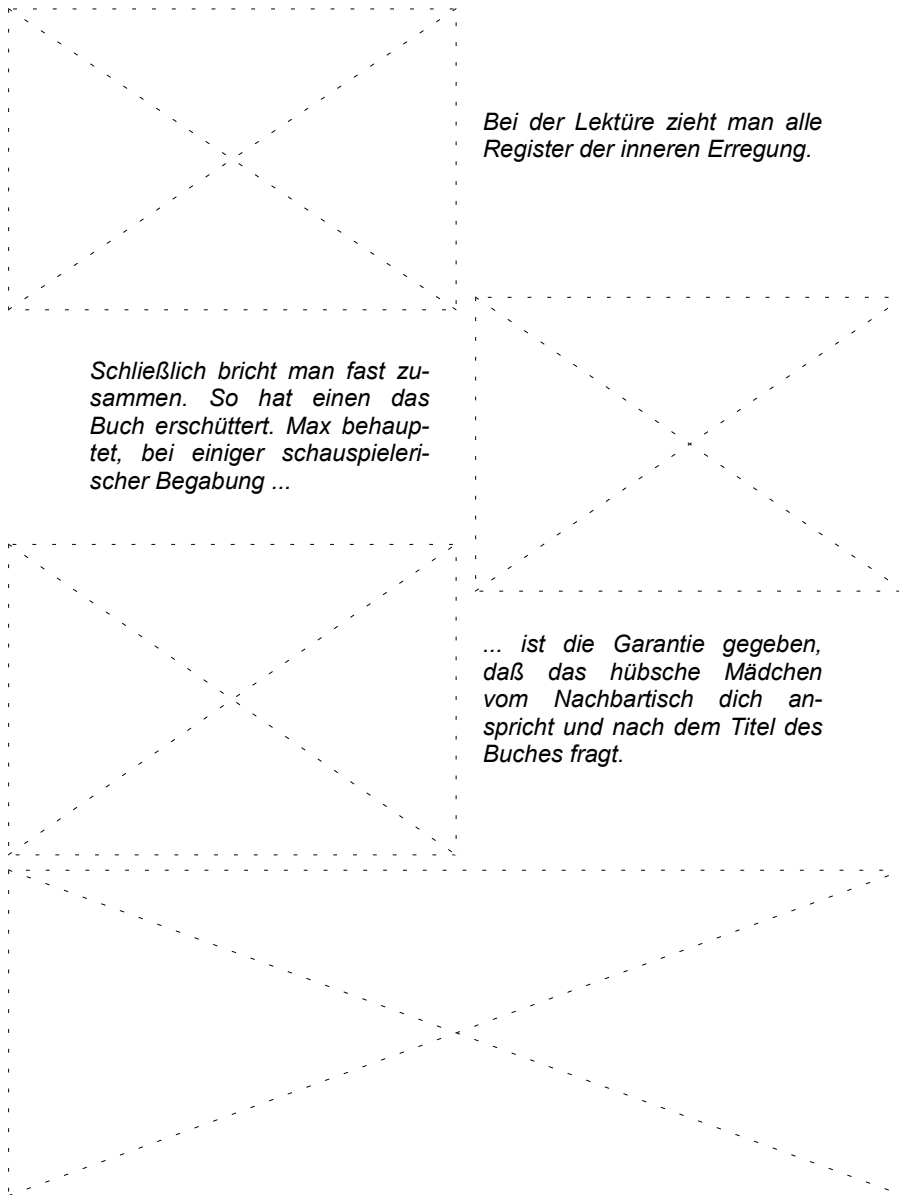 Bei der Lektüre zieht man alle
Register der inneren Erregung.
Schließlich bricht man fast zu-
sammen. So hat einen das
Buch erschüttert. Max behaup-
tet, bei einiger schauspieleri-
scher Begabung ...
... ist die Garantie gegeben,
daß das hübsche Mädchen
vom Nachbartisch dich an-
spricht und nach dem Titel des
Buches fragt.